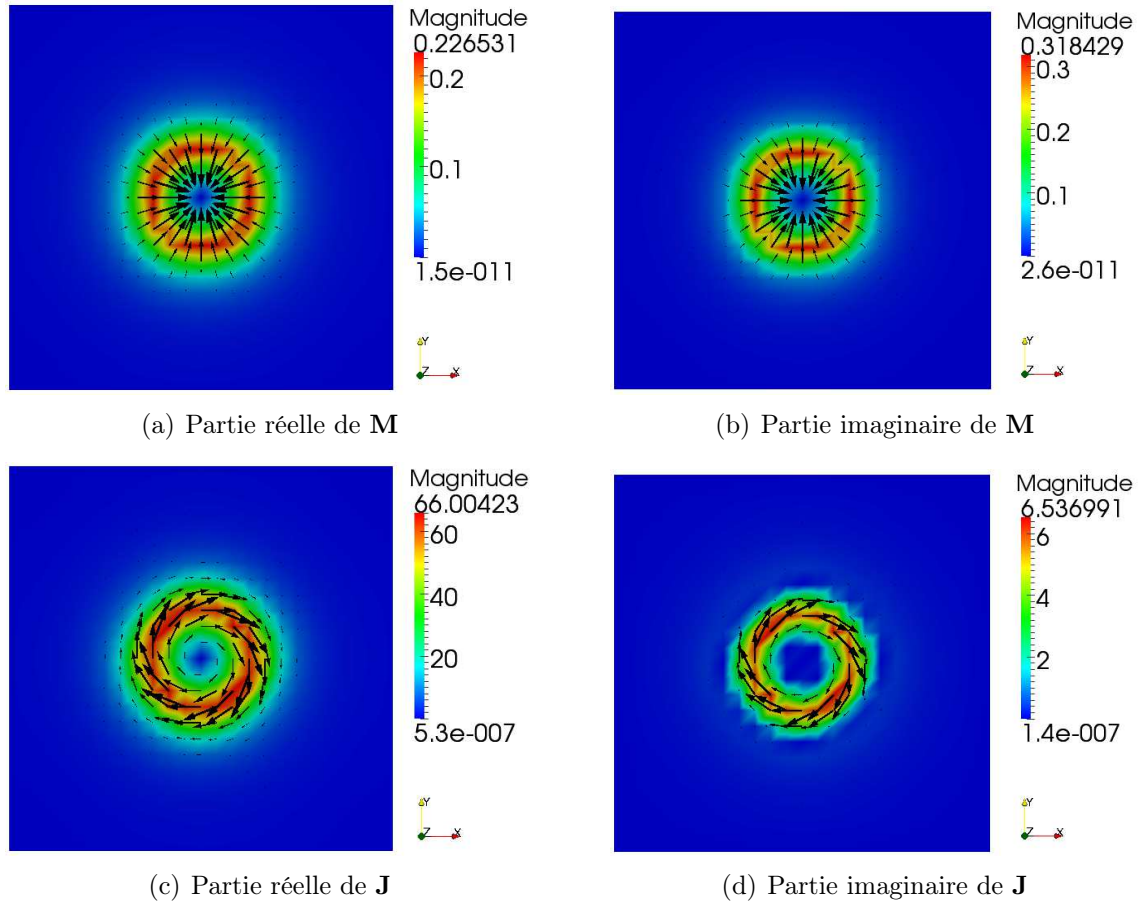 Magnitude
0.226531
0.2
0.1
1.5e-011
Y
Z X
(a) Partie réelle de M
Magnitude
0.318429
0.3
0.2
0.1
2.6e-011
Y
Z X
(b) Partie imaginaire de M
Magnitude
66.00423
60
40
20
5.3e-007
Y
Z X
(c) Partie réelle de J
Magnitude
6.536991
6
4
2
1.4e-007
Y
Z X
(d) Partie imaginaire de J